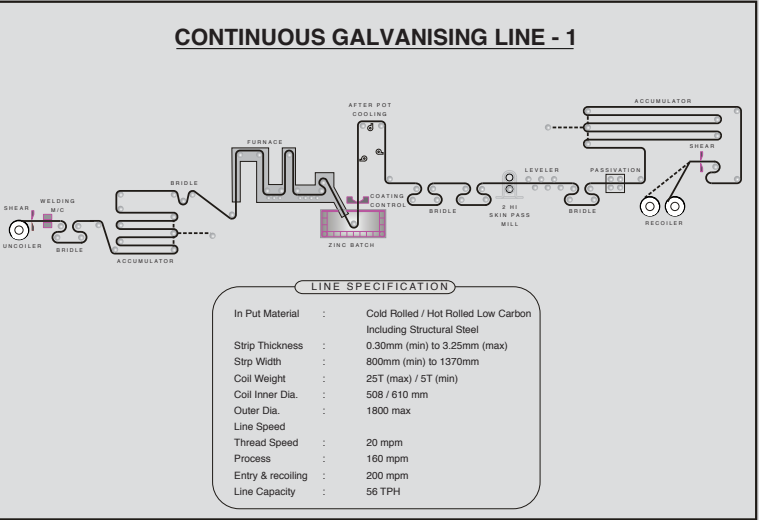 CONTINUOUS GALVANISING LINE - 1
AFTER POT
COOLING
ACCUMULATOR
FURNACE
SHEAR
LEVELER
PASSIVATION
BRIDLE
SHEAR
WELDING
M/C
COATING
CONTROL
BRIDLE
2 HI
SKIN PASS
MILL
BRIDLE
RECOILER
UNCOILER
BRIDLE
ACCUMULATOR
ZINC BATCH
LINE SPECIFICATION
In Put Material : Cold Rolled / Hot Rolled Low Carbon
Including Structural Steel
Strip Thickness : 0.30mm (min) to 3.25mm (max)
Strp Width : 800mm (min) to 1370mm
Coil Weight : 25T (max) / 5T (min)
Coil Inner Dia. : 508 / 610 mm
Outer Dia. : 1800 max
Line Speed
Thread Speed : 20 mpm
Process : 160 mpm
Entry & recoiling : 200 mpm
Line Capacity : 56 TPH